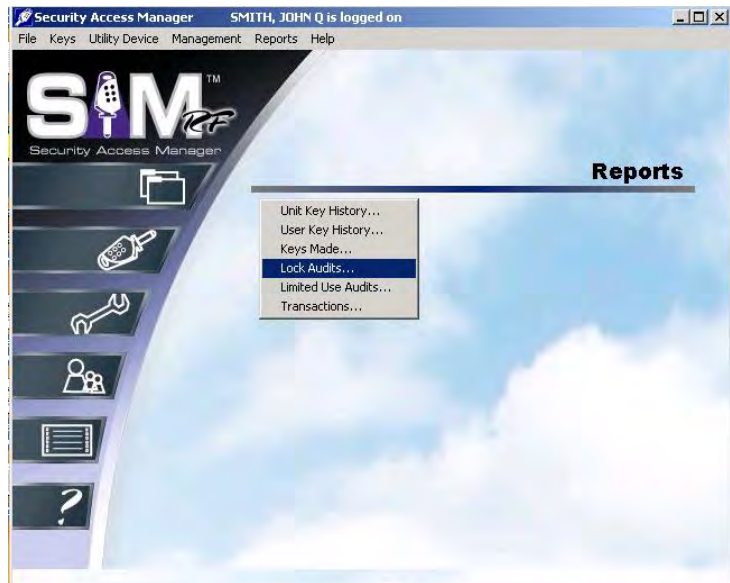 Security Access Manager SMITH, JOHN Q is logged on
File Keys Utility Device Management Reports Help
SAM™
RF
Security Access Manager
Reports
Unit Key History...
User Key History...
Keys Made...
Lock Audits...
Limited Use Audits...
Transactions...
?